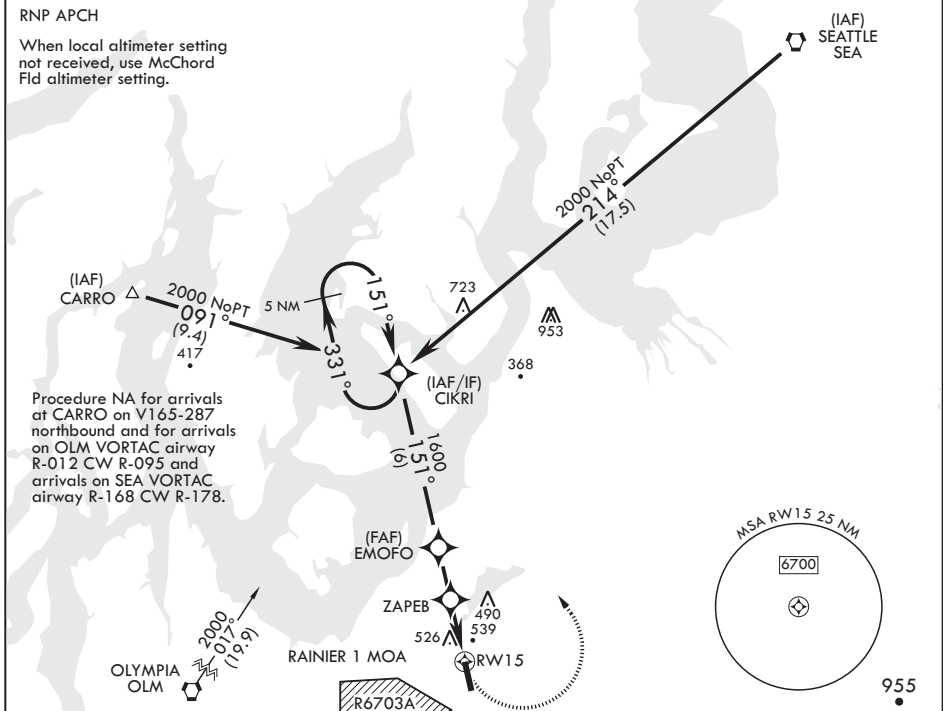 RNP APCH
When local altimeter setting
not received, use McChord
Fld altimeter setting.
(IAF)
SEATTLE
SEA
2000 NoPT
214°
(17.5)
(IAF)
CARRO
2000 NoPT
091°
(9.4)
417
5 NM
151°
331°
723
953
368
(IAF/IF)
CIKRI
Procedure NA for arrivals
at CARRO on V165-287
northbound and for arrivals
on OLM VORTAC airway
R-012 CW R-095 and
arrivals on SEA VORTAC
airway R-168 CW R-178.
1600
151°
(6)
(FAF)
EMOFO
ZAPEB
490
539
526
RW15
MSA RW15 25 NM
6700
2000
017°
(19.9)
OLYMPIA
OLM
RAINIER 1 MOA
R6703A
955